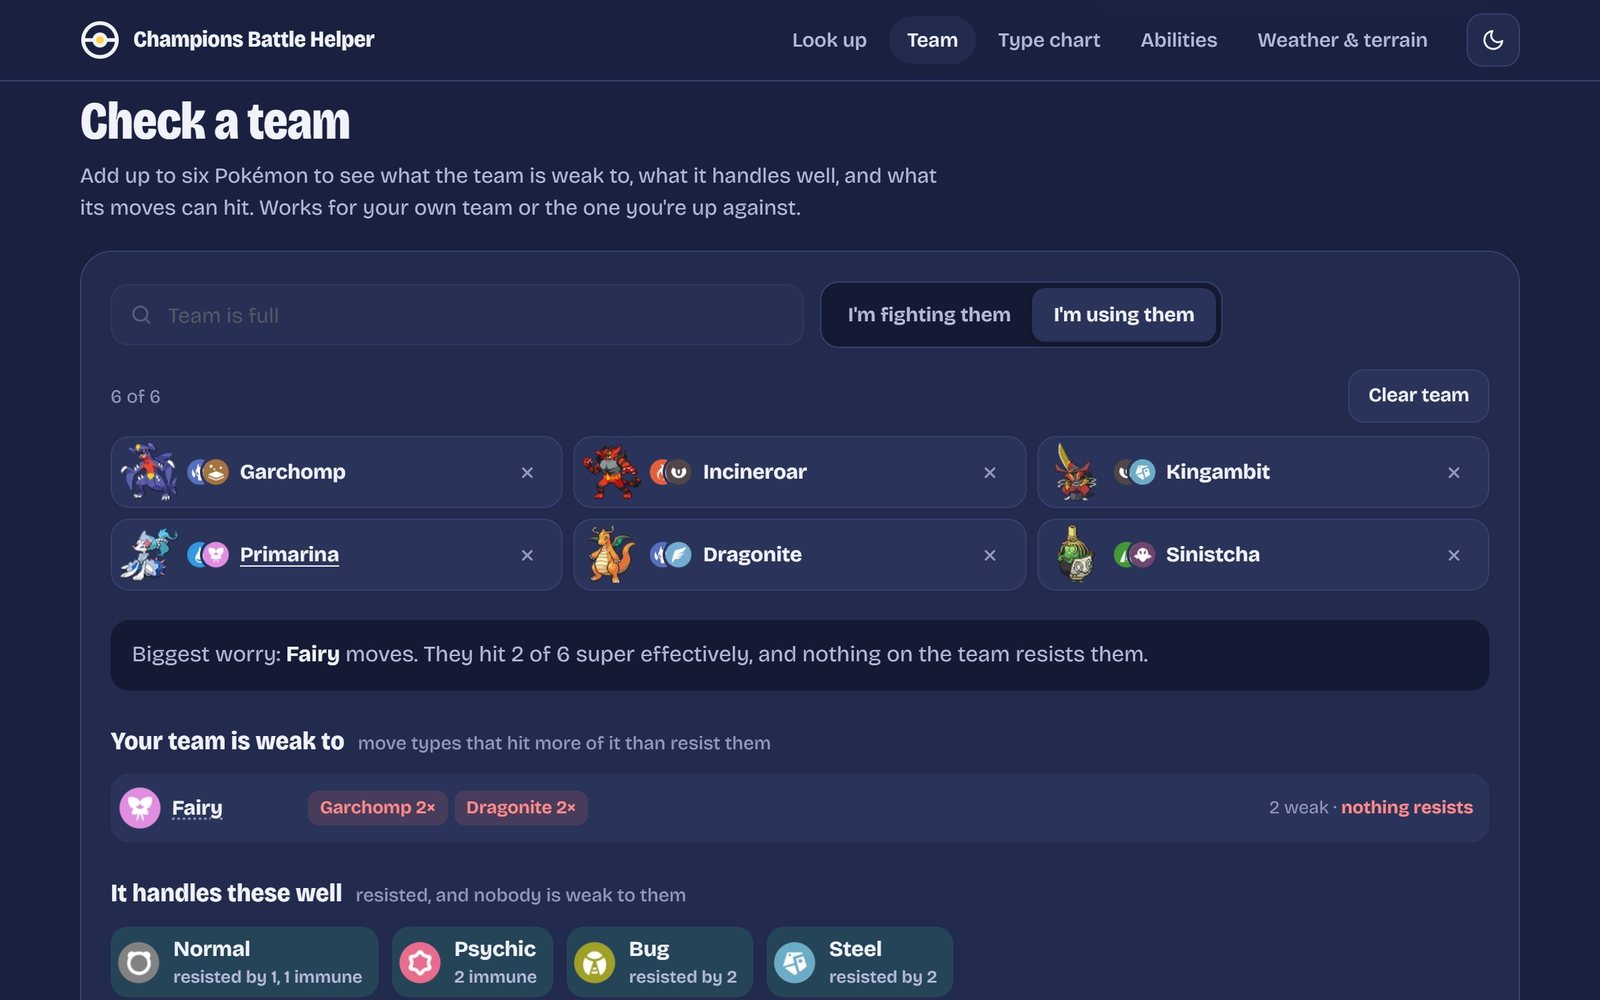 Champions Battle Helper
Look up
Team
Type chart
Abilities
Weather & terrain
Check a team
Add up to six Pokémon to see what the team is weak to, what it handles well, and what
its moves can hit. Works for your own team or the one you're up against.
Team is full
I'm fighting them
I'm using them
6 of 6
Clear team
Garchomp ×
Incineroar ×
Kingambit ×
Primarina ×
Dragonite ×
Sinistcha ×
Biggest worry: Fairy moves. They hit 2 of 6 super effectively, and nothing on the team resists them.
Your team is weak to move types that hit more of it than resist them
Fairy Garchomp 2× Dragonite 2× 2 weak · nothing resists
It handles these well resisted, and nobody is weak to them
Normal
resisted by 1, 1 immune
Psychic
2 immune
Bug
resisted by 2
Steel
resisted by 2